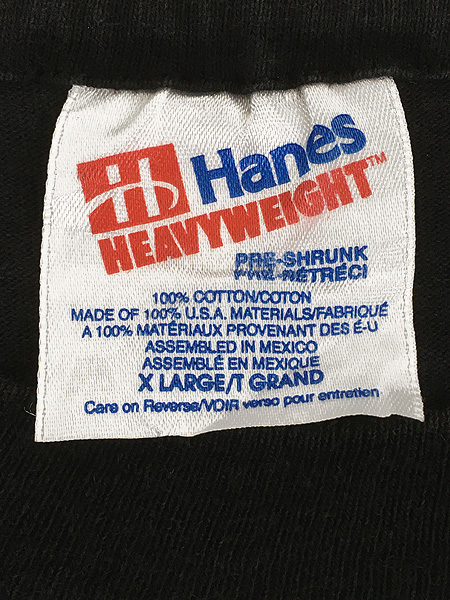 Hanes
HEAVYWEIGHT™
PRE-SHRUNK
PRÉ-RÉTRÉCI
100% COTTON/COTON
MADE OF 100% U.S.A. MATERIALS/FABRIQUÉ
A 100% MATÉRIAUX PROVENANT DES É-U
ASSEMBLED IN MEXICO
ASSEMBLÉ EN MEXIQUE
X LARGE/T GRAND
Care on Reverse/VOIR verso pour entretien